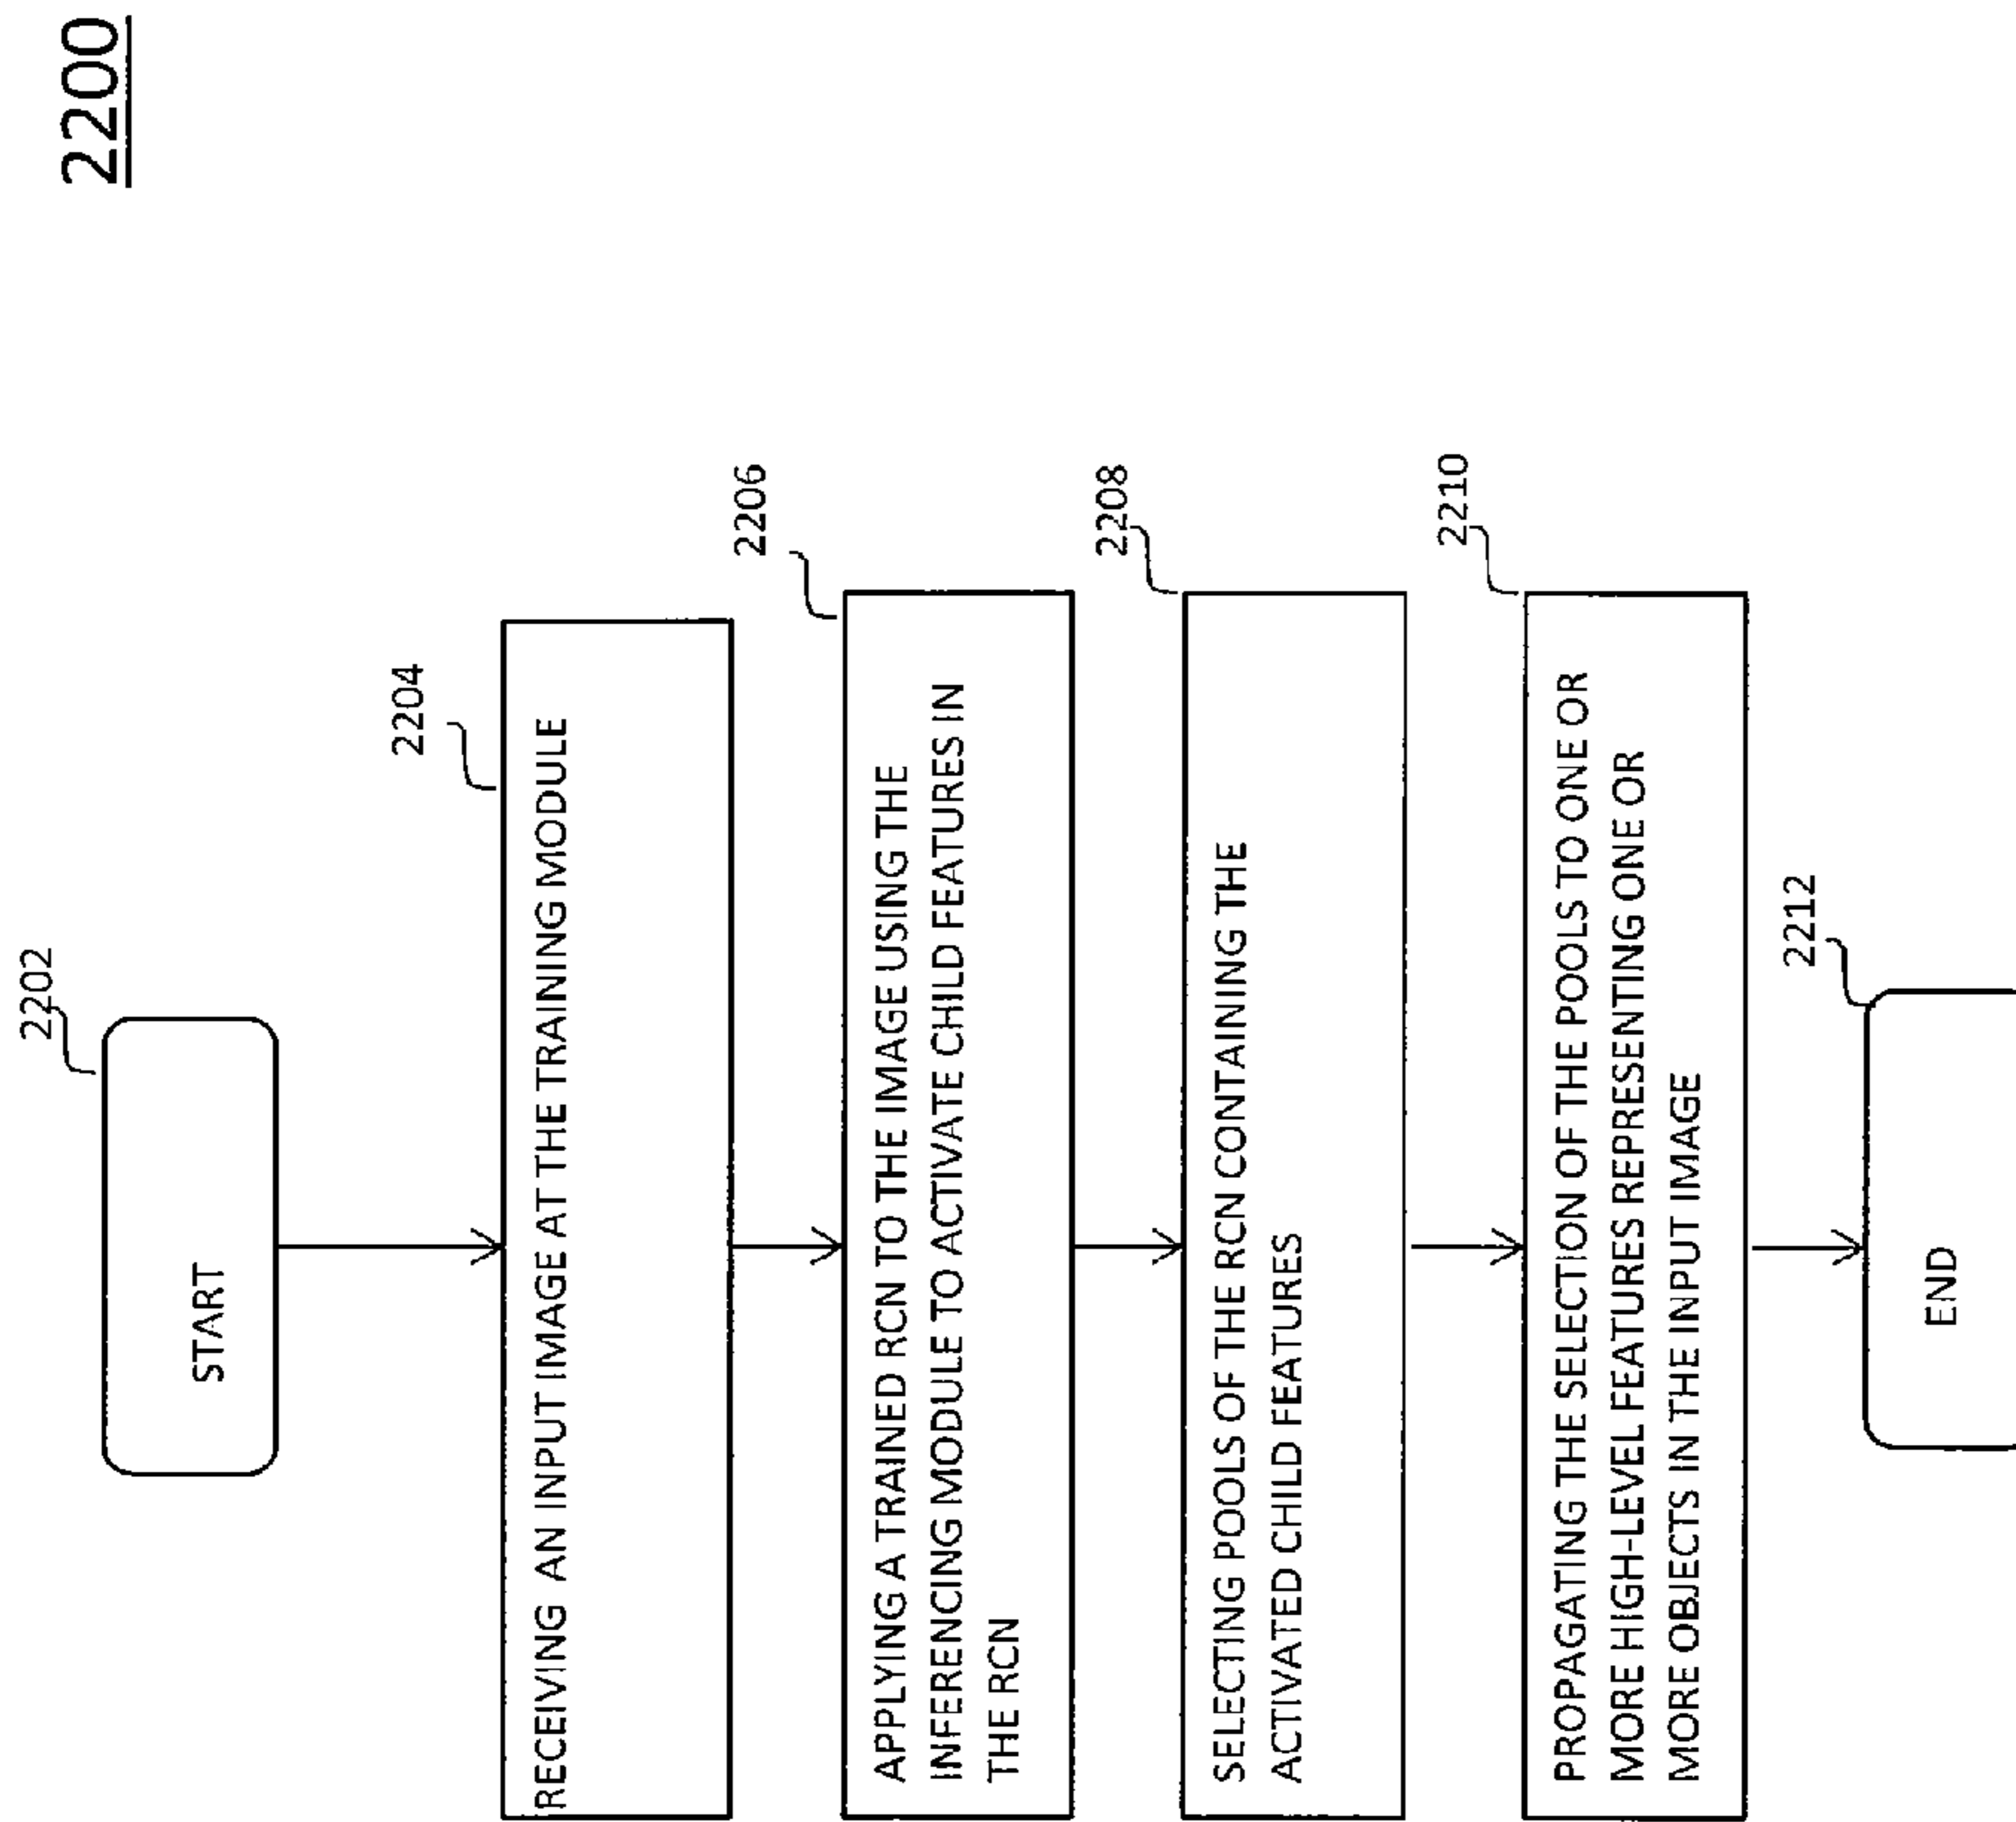 2200
2202
START
2204
RECEIVING AN INPUT IMAGE AT THE TRAINING MODULE
2206
APPLYING A TRAINED RCN TO THE IMAGE USING THE
INFERENCING MODULE TO ACTIVATE CHILD FEATURES IN
THE RCN
2208
SELECTING POOLS OF THE RCN CONTAINING THE
ACTIVATED CHILD FEATURES
2210
PROPAGATING THE SELECTION OF THE POOLS TO ONE OR
MORE HIGH-LEVEL FEATURES REPRESENTING ONE OR
MORE OBJECTS IN THE INPUT IMAGE
2212
END